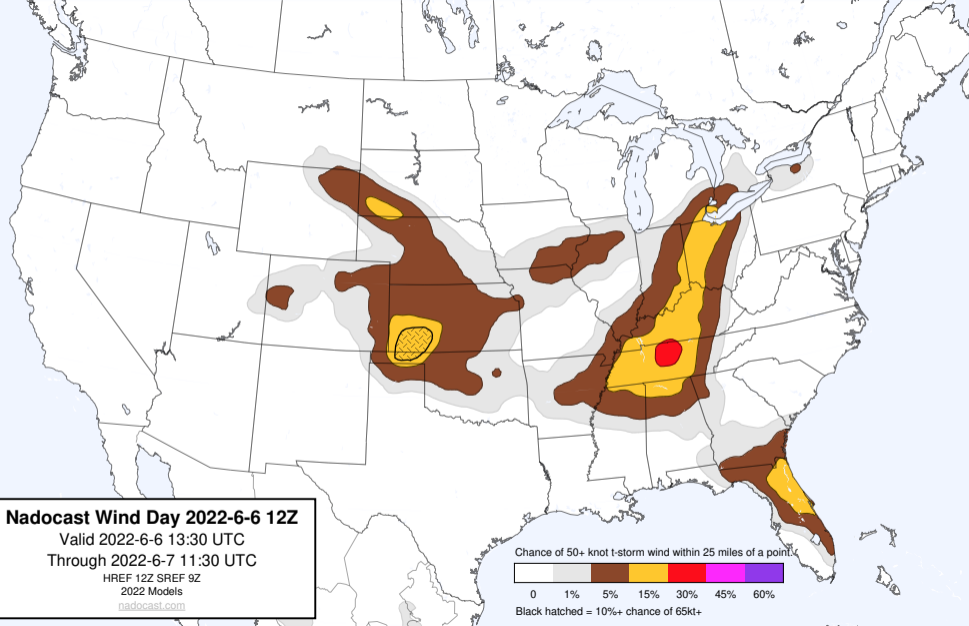 Nadocast Wind Day 2022-6-6 12Z
Valid 2022-6-6 13:30 UTC
Through 2022-6-7 11:30 UTC
HREF 12Z SREF 9Z
2022 Models
nadocast.com
Chance of 50+ knot t-storm wind within 25 miles of a point.
0 1% 5% 15% 30% 45% 60%
Black hatched = 10%+ chance of 65kt+